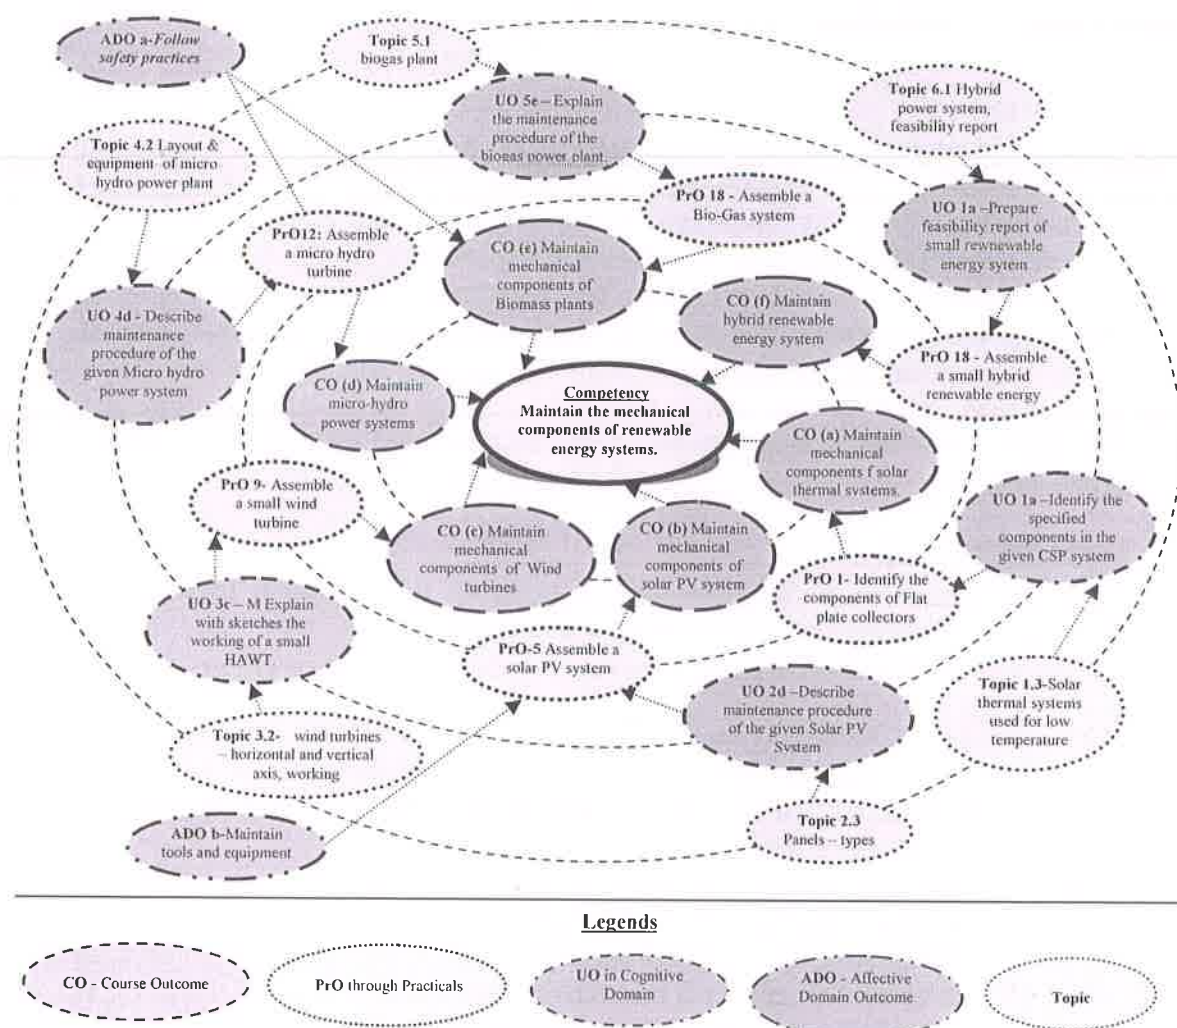 ADO a-Follow
safety practices
Topic 5.1
biogas plant
Topic 6.1 Hybrid
power system,
feasibility report
UO 5e – Explain
the maintenance
procedure of the
biogas power plant
Topic 4.2 Layout &
equipment of micro
hydro power plant
PrO 18 - Assemble a
Bio-Gas system
UO 1a –Prepare
feasibility report of
small rewnewable
energy sytem
PrO12: Assemble
a micro hydro
turbine
CO (e) Maintain
mechanical
components of
Biomass plants
CO (f) Maintain
hybrid renewable
energy system
UO 4d - Describe
maintenance
procedure of the
given Micro hydro
power system
PrO 18 - Assemble
a small hybrid
renewable energy
CO (d) Maintain
micro-hydro
power systems
Competency
Maintain the mechanical
components of renewable
energy systems.
CO (a) Maintain
mechanical
components f solar
thermal systems.
PrO 9- Assemble
a small wind
turbine
UO 1a –Identify the
specified
components in the
given CSP system
CO (c) Maintain
mechanical
components of Wind
turbines
CO (b) Maintain
mechanical
components of
solar PV system
PrO 1- Identify the
components of Flat
plate collectors
UO 3c – M Explain
with sketches the
working of a small
HAWT
PrO-5 Assemble a
solar PV system
Topic 1.3-Solar
thermal systems
used for low
temperature
UO 2d –Describe
maintenance procedure
of the given Solar PV
System
Topic 3.2- wind turbines
– horizontal and vertical
axis, working
Topic 2.3
Panels – types
ADO b-Maintain
tools and equipment
Legends
CO - Course Outcome
PrO through Practicals
UO in Cognitive
Domain
ADO - Affective
Domain Outcome
Topic